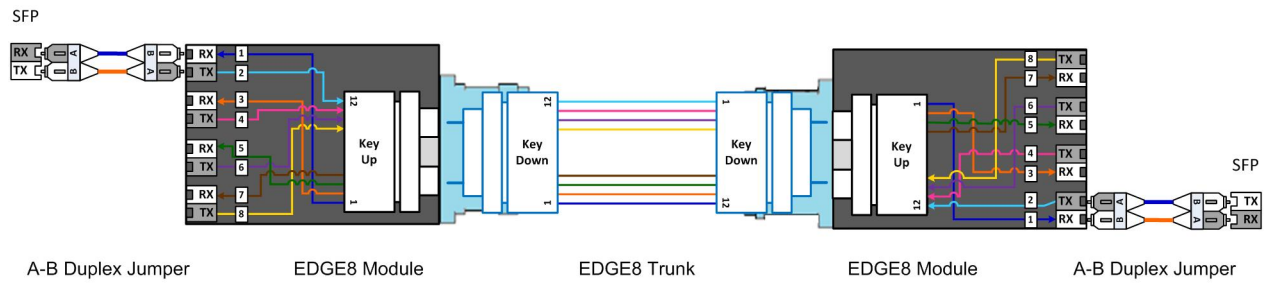 SFP
RX
TX
A
B
B
A
RX
1
TX
2
RX
3
TX
4
RX
5
TX
6
RX
7
TX
8
12
Key
Up
1
12
Key
Down
1
1
Key
Down
12
1
Key
Up
12
8
TX
7
RX
6
TX
5
RX
4
TX
3
RX
2
TX
1
RX
A
B
B
A
SFP
TX
RX
A-B Duplex Jumper
EDGE8 Module
EDGE8 Trunk
EDGE8 Module
A-B Duplex Jumper